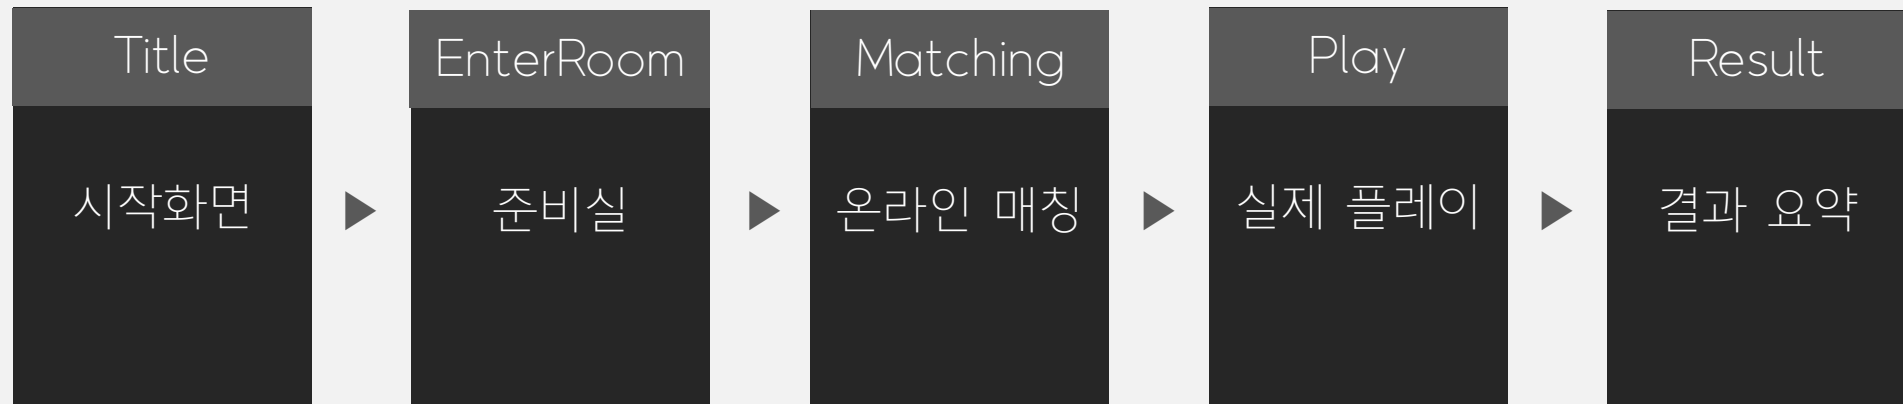 Title
시작화면
EnterRoom
준비실
Matching
온라인 매칭
Play
실제 플레이
Result
결과 요약